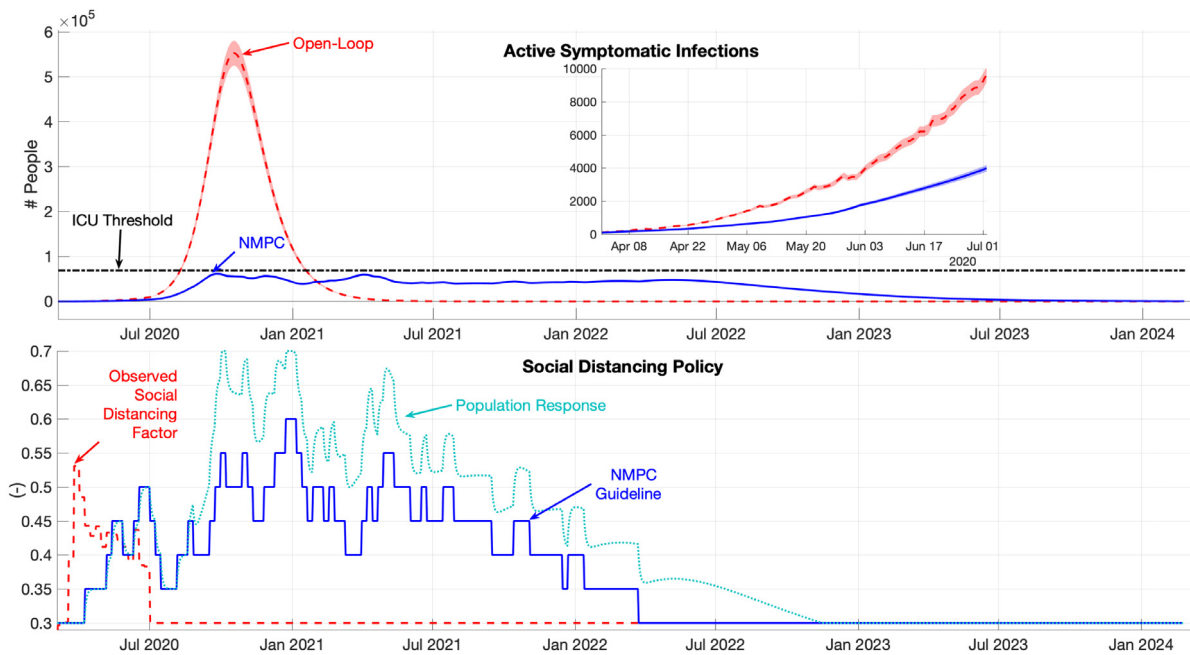 ×10⁵
6
5
4
3
2
1
0
# People
Open-Loop
Active Symptomatic Infections
10000
8000
6000
4000
2000
0
Apr 08 Apr 22 May 06 May 20 Jun 03 Jun 17 Jul 01
2020
ICU Threshold
NMPC
Jul 2020 Jan 2021 Jul 2021 Jan 2022 Jul 2022 Jan 2023 Jul 2023 Jan 2024
Social Distancing Policy
0.7
0.65
0.6
0.55
0.5
0.45
0.4
0.35
0.3
(-)
Observed
Social
Distancing
Factor
Population Response
NMPC
Guideline
Jul 2020 Jan 2021 Jul 2021 Jan 2022 Jul 2022 Jan 2023 Jul 2023 Jan 2024